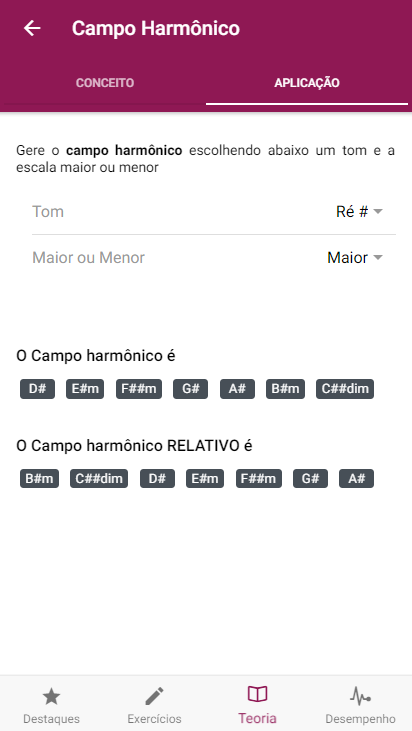 Campo Harmônico
CONCEITO APLICAÇÃO
Gere o campo harmônico escolhendo abaixo um tom e a
escala maior ou menor
Tom Ré #
Maior ou Menor Maior
O Campo harmônico é
D# E#m F##m G# A# B#m C##dim
O Campo harmônico RELATIVO é
B#m C##dim D# E#m F##m G# A#
Destaques Exercícios Teoria Desempenho